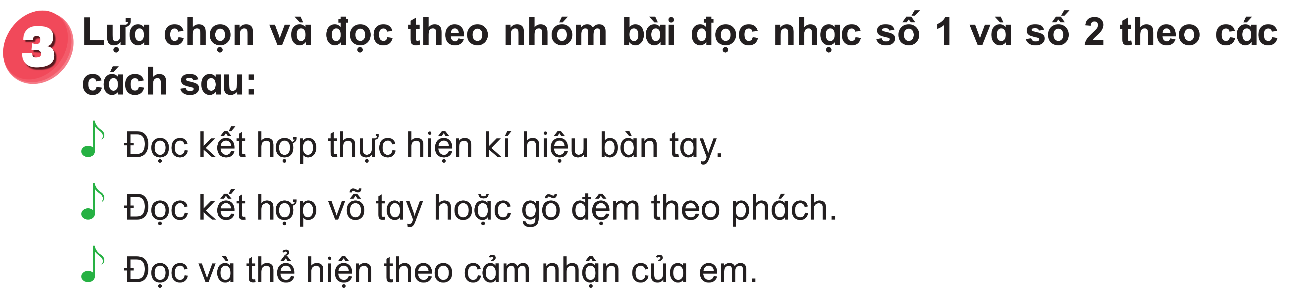 3 Lựa chọn và đọc theo nhóm bài đọc nhạc số 1 và số 2 theo các
cách sau:
Đọc kết hợp thực hiện kí hiệu bàn tay.
Đọc kết hợp vỗ tay hoặc gõ đệm theo phách.
Đọc và thể hiện theo cảm nhận của em.